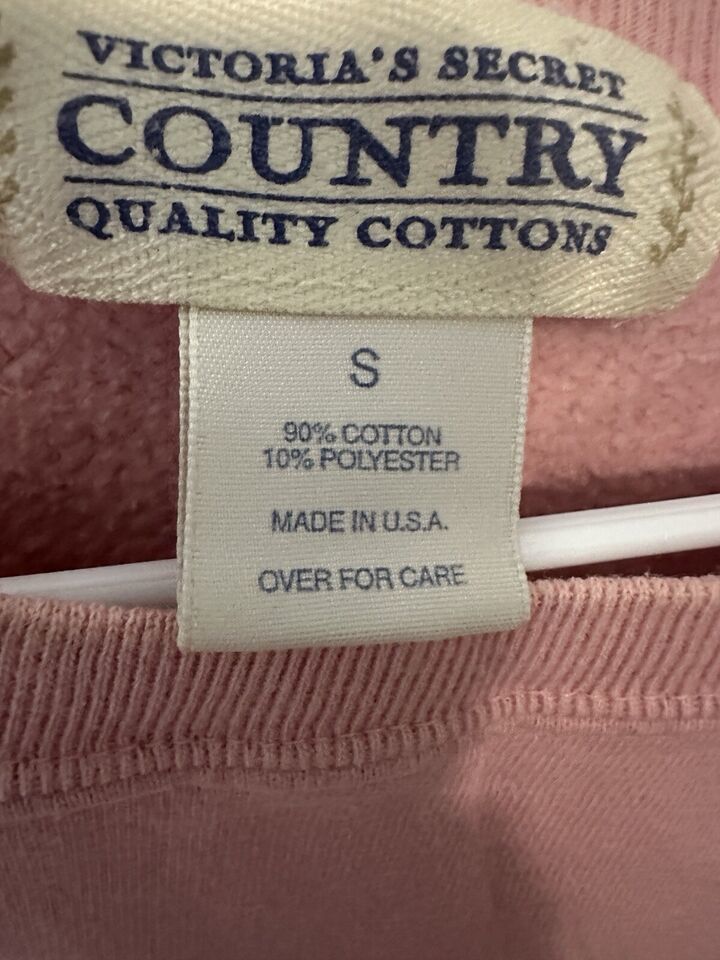 VICTORIA'S SECRET
COUNTRY
QUALITY COTTONS
S
90% COTTON
10% POLYESTER
MADE IN U.S.A.
OVER FOR CARE